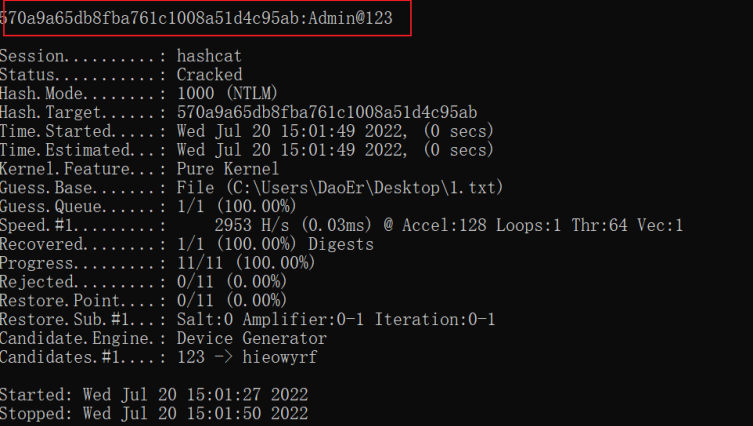 570a9a65db8fba761c1008a51d4c95ab:Admin@123
Session..........: hashcat
Status...........: Cracked
Hash.Mode........: 1000 (NTLM)
Hash.Target......: 570a9a65db8fba761c1008a51d4c95ab
Time.Started.....: Wed Jul 20 15:01:49 2022, (0 secs)
Time.Estimated...: Wed Jul 20 15:01:49 2022, (0 secs)
Kernel.Feature...: Pure Kernel
Guess.Base.......: File (C:\Users\DaoEr\Desktop\1.txt)
Guess.Queue......: 1/1 (100.00%)
Speed.#1.........:     2953 H/s (0.03ms) @ Accel:128 Loops:1 Thr:64 Vec:1
Recovered........: 1/1 (100.00%) Digests
Progress.........: 11/11 (100.00%)
Rejected.........: 0/11 (0.00%)
Restore.Point....: 0/11 (0.00%)
Restore.Sub.#1...: Salt:0 Amplifier:0-1 Iteration:0-1
Candidate.Engine.: Device Generator
Candidates.#1....: 123 -> hieowyrf
Started: Wed Jul 20 15:01:27 2022
Stopped: Wed Jul 20 15:01:50 2022